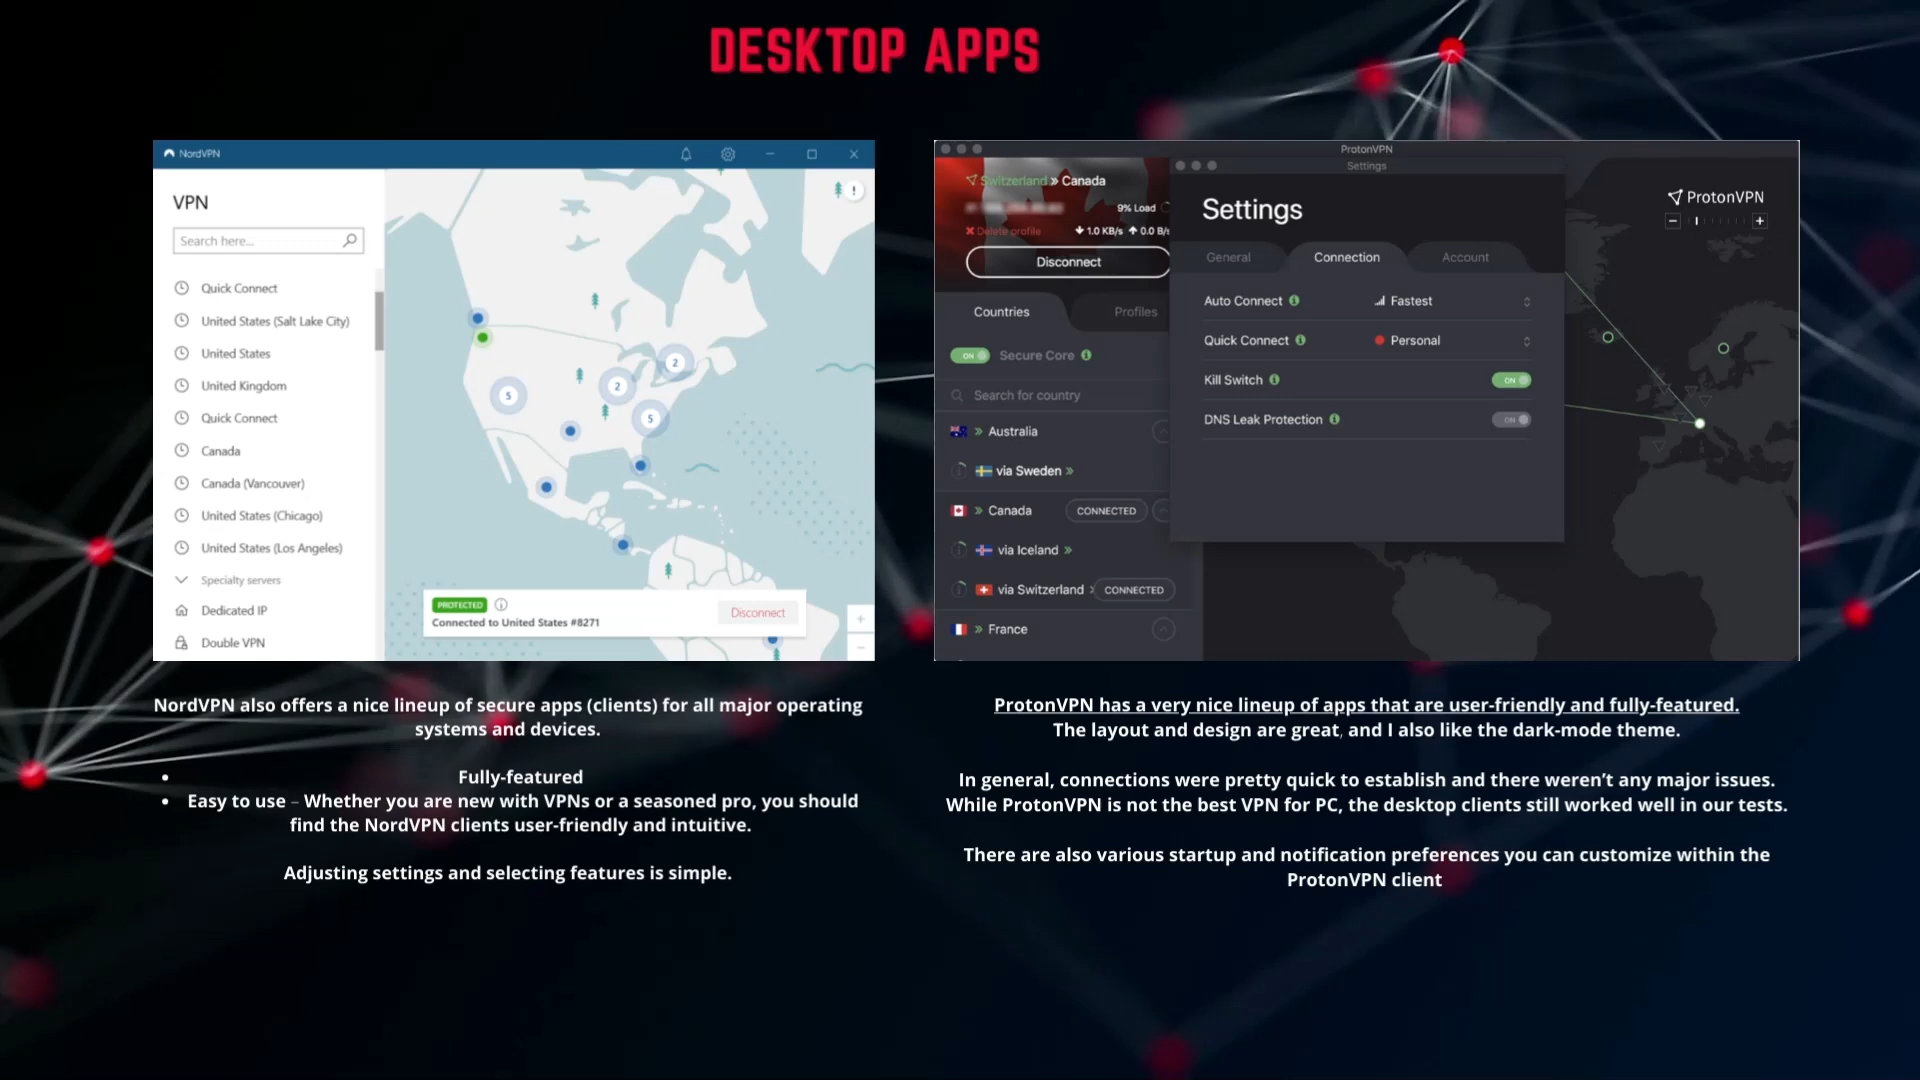 DESKTOP APPS
NordVPN
VPN
Search here...
Quick Connect
United States (Salt Lake City)
United States
United Kingdom
Quick Connect
Canada
Canada (Vancouver)
United States (Chicago)
United States (Los Angeles)
Specialty servers
Dedicated IP
Double VPN
!
2
2
5
5
PROTECTED
Connected to United States #8271
Disconnect
NordVPN also offers a nice lineup of secure apps (clients) for all major operating
systems and devices.
• Fully-featured
• Easy to use – Whether you are new with VPNs or a seasoned pro, you should
find the NordVPN clients user-friendly and intuitive.
Adjusting settings and selecting features is simple.
ProtonVPN
Switzerland » Canada
9% Load
Delete profile
1.0 KB/s 0.0 B/s
Disconnect
Countries Profiles
ON Secure Core
Search for country
» Australia
via Sweden »
» Canada CONNECTED
via Iceland »
via Switzerland CONNECTED
» France
Settings
Settings
General Connection Account
Auto Connect Fastest
Quick Connect Personal
Kill Switch ON
DNS Leak Protection ON
ProtonVPN
ProtonVPN has a very nice lineup of apps that are user-friendly and fully-featured.
The layout and design are great, and I also like the dark-mode theme.
In general, connections were pretty quick to establish and there weren’t any major issues.
While ProtonVPN is not the best VPN for PC, the desktop clients still worked well in our tests.
There are also various startup and notification preferences you can customize within the
ProtonVPN client